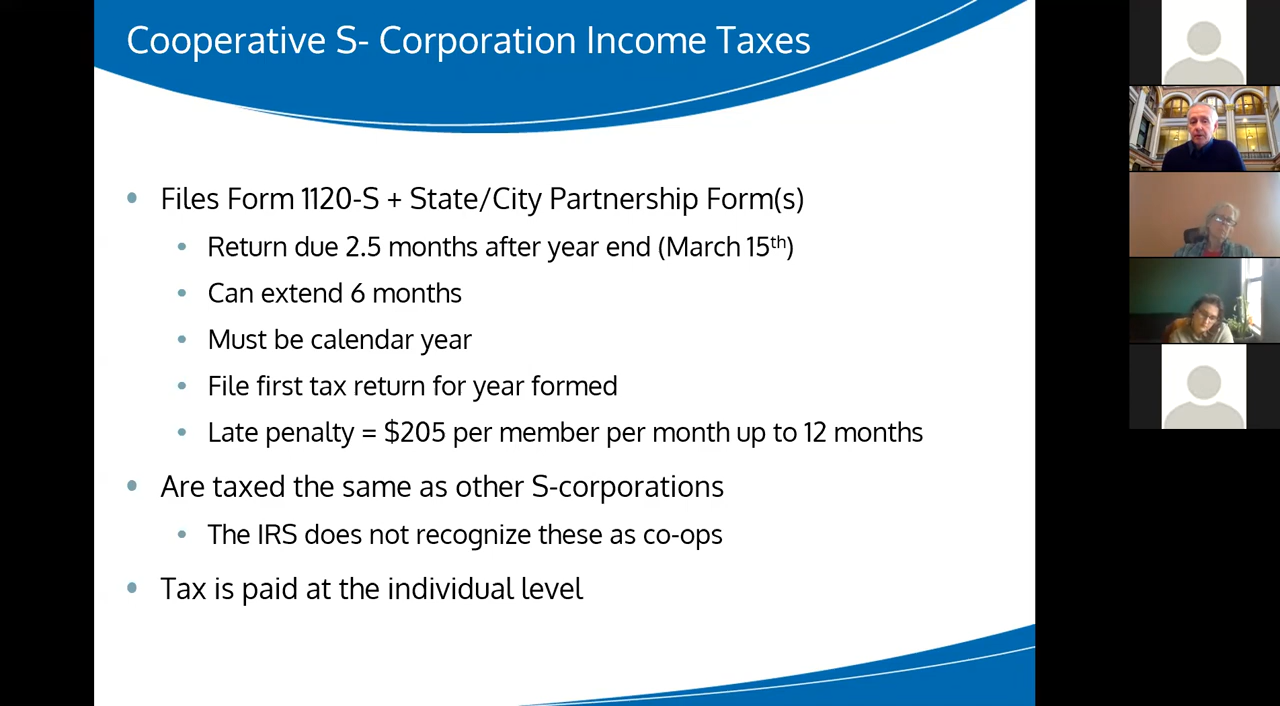 Cooperative S- Corporation Income Taxes
• Files Form 1120-S + State/City Partnership Form(s)
• Return due 2.5 months after year end (March 15th)
• Can extend 6 months
• Must be calendar year
• File first tax return for year formed
• Late penalty = $205 per member per month up to 12 months
• Are taxed the same as other S-corporations
• The IRS does not recognize these as co-ops
• Tax is paid at the individual level